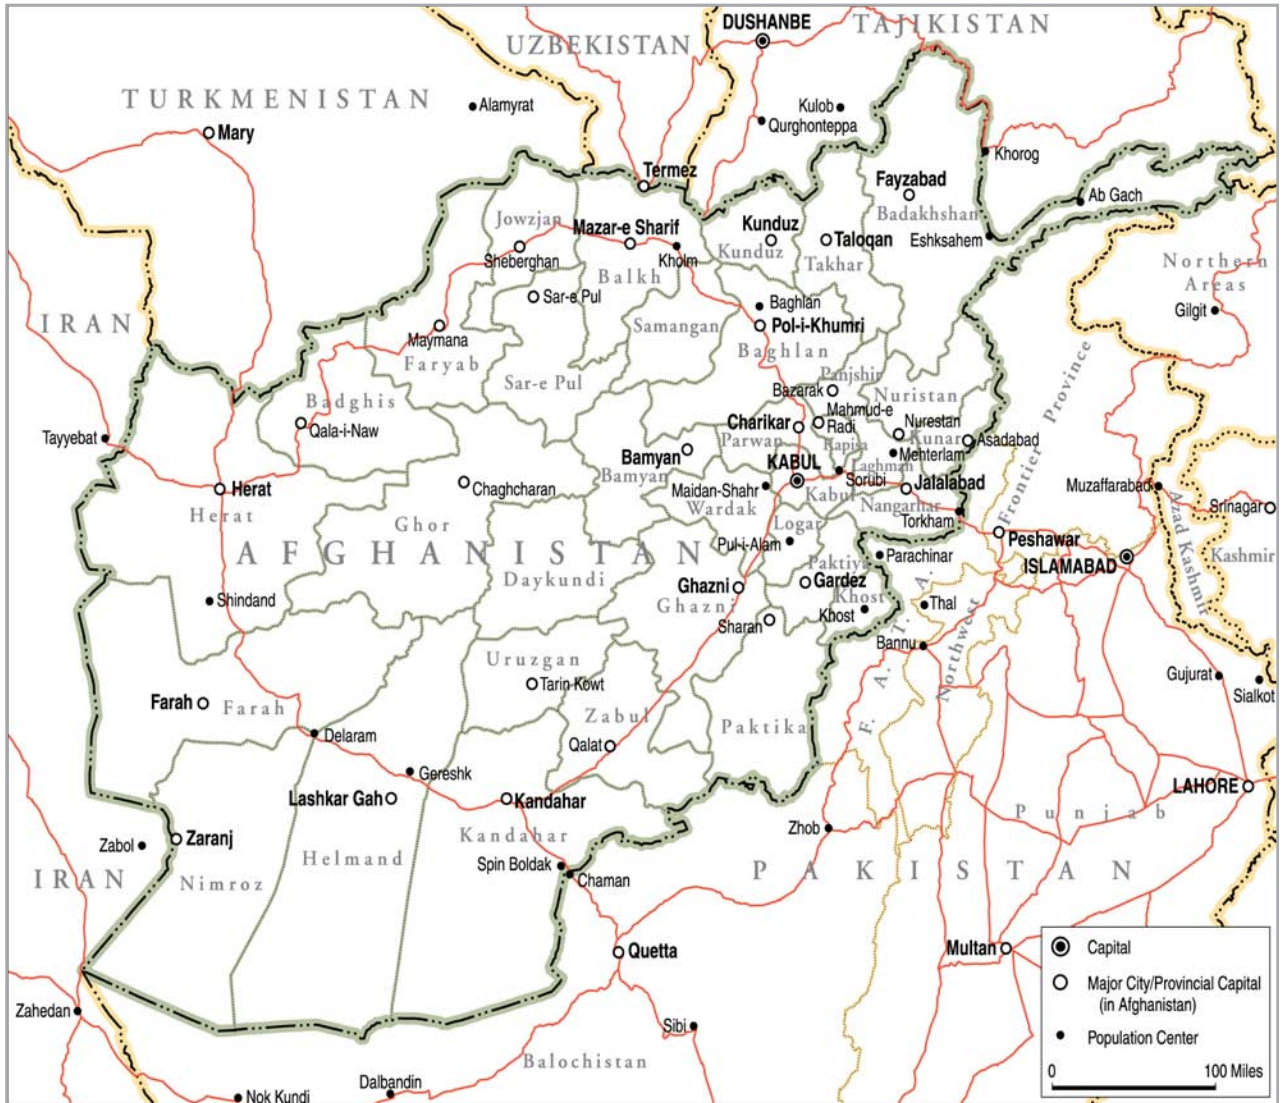 DUSHANBE
TAJIKISTAN
UZBEKISTAN
TURKMENISTAN
Alamyrat
Kulob
Qurghonteppa
Mary
Khorog
Termez
Fayzabad
Badakhshan
Ab Gach
Jowzjan
Mazar-e Sharif
Kunduz
Taloqan
Eshksahem
Sheberghan
Kholm
Kunduz
Takhar
Northern
Areas
Balkh
Sar-e Pul
Baghlan
Gilgit
IRAN
Maymana
Samangan
Pol-i-Khumri
Faryab
Baghlan
Sar-e Pul
Panjshir
Bazarak
Nuristan
Badghis
Mahmud-e
Radi
Nurestan
Qala-i-Naw
Charikar
Parwan
Kapisa
Kunar
Asadabad
Tayyebat
Bamyan
KABUL
Mehterlam
Laghman
Bamyan
Sorubi
Herat
Chaghcharan
Maidan-Shahr
Kabul
Jalalabad
Muzaffarabad
Wardak
Nangarhar
Srinagar
Herat
Ghor
Logar
Torkham
Peshawar
Northwest Frontier Province
Azad Kashmir
Kashmir
AFGHANISTAN
Pul-i-Alam
Paktiya
Parachinar
ISLAMABAD
Daykundi
Ghazni
Gardez
Khost
Ghazni
Thal
Shindand
Khost
Sharan
F. A. T. A.
Bannu
Uruzgan
Gujurat
Tarin Kowt
Sialkot
Farah
Farah
Zabul
Paktika
Delaram
Qalat
Gereshk
LAHORE
Lashkar Gah
Kandahar
Punjab
Zhob
Zabol
Zaranj
Kandahar
Helmand
Spin Boldak
Chaman
PAKISTAN
IRAN
Nimroz
Quetta
Multan
Zahedan
Sibi
Balochistan
Dalbandin
Nok Kundi
Capital
Major City/Provincial Capital
(in Afghanistan)
Population Center
0 100 Miles